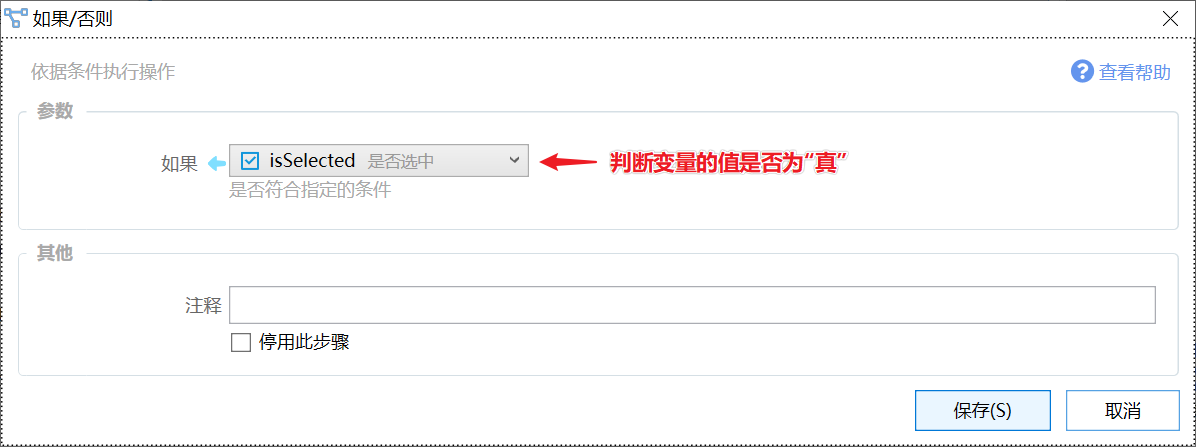 如果/否则
依据条件执行操作
查看帮助
参数
如果 isSelected 是否选中 判断变量的值是否为“真”
是否符合指定的条件
其他
注释
停用此步骤
保存(S) 取消